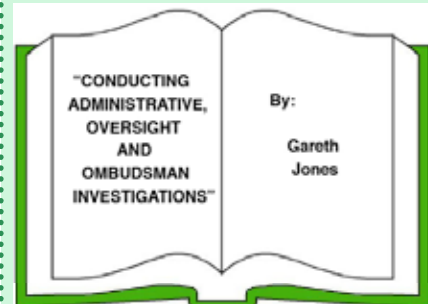 "CONDUCTING
ADMINISTRATIVE,
OVERSIGHT
AND
OMBUDSMAN
INVESTIGATIONS"
By:
Gareth
Jones